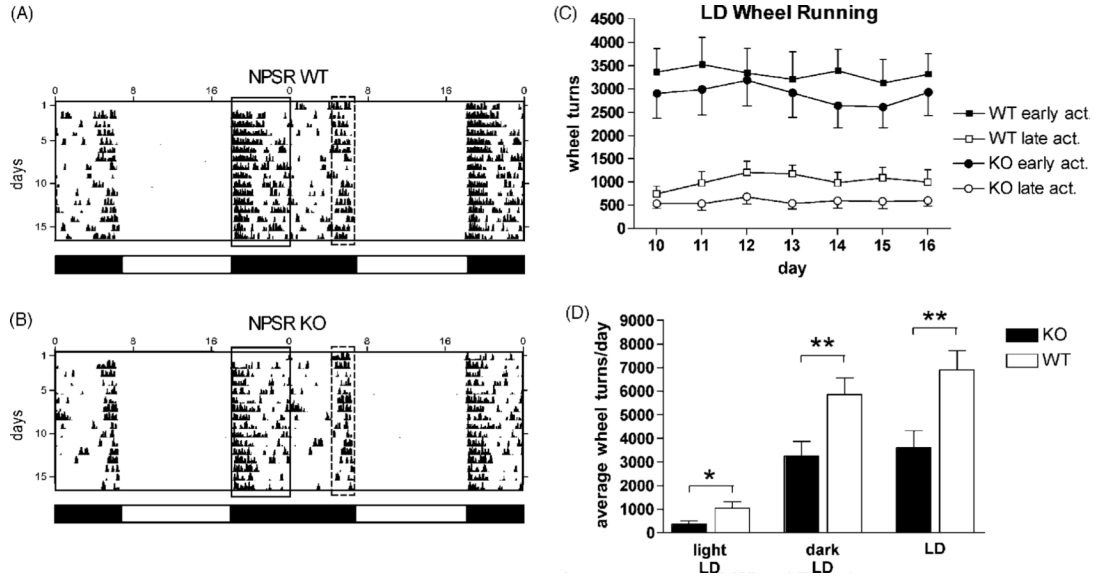 (A)
NPSR WT
0 16 0 8 16 0
1
5
10
15
days
(B)
NPSR KO
0 16 0 8 16 0
1
5
10
15
days
(C)
LD Wheel Running
4500
4000
3500
3000
2500
2000
1500
1000
500
0
wheel turns
10 11 12 13 14 15 16
day
WT early act.
WT late act.
KO early act.
KO late act.
(D)
9000
8000
7000
6000
5000
4000
3000
2000
1000
0
average wheel turns/day
* ** **
light LD
dark LD
LD
KO
WT